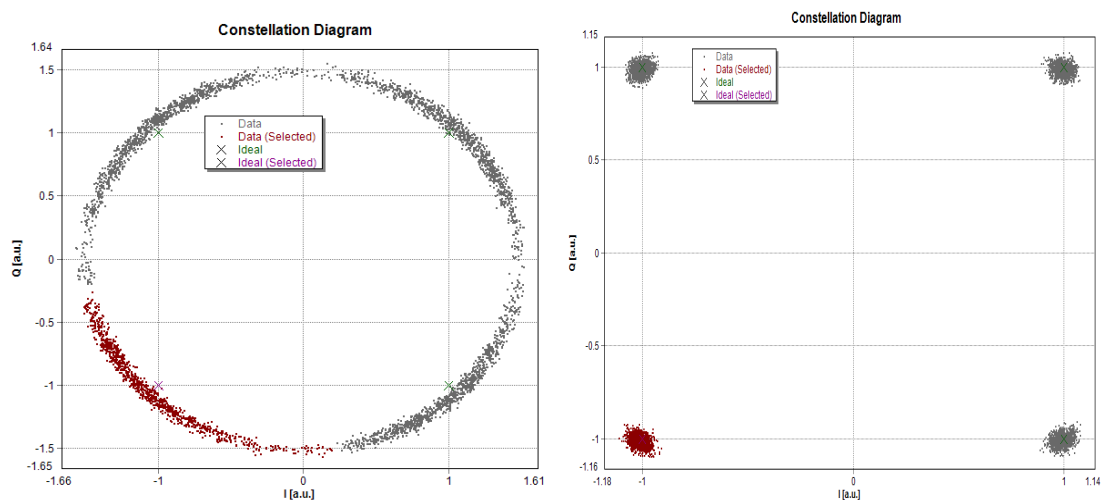 Constellation Diagram
1.64
1.5
1
0.5
0
-0.5
-1
-1.5
-1.65
Q [a.u.]
Data
Data (Selected)
Ideal
Ideal (Selected)
-1.66
-1
0
1
1.61
I [a.u.]
Constellation Diagram
1.15
1
0.5
0
-0.5
-1
-1.16
Q [a.u.]
Data
Data (Selected)
Ideal
Ideal (Selected)
-1.18
-1
0
1
1.14
I [a.u.]